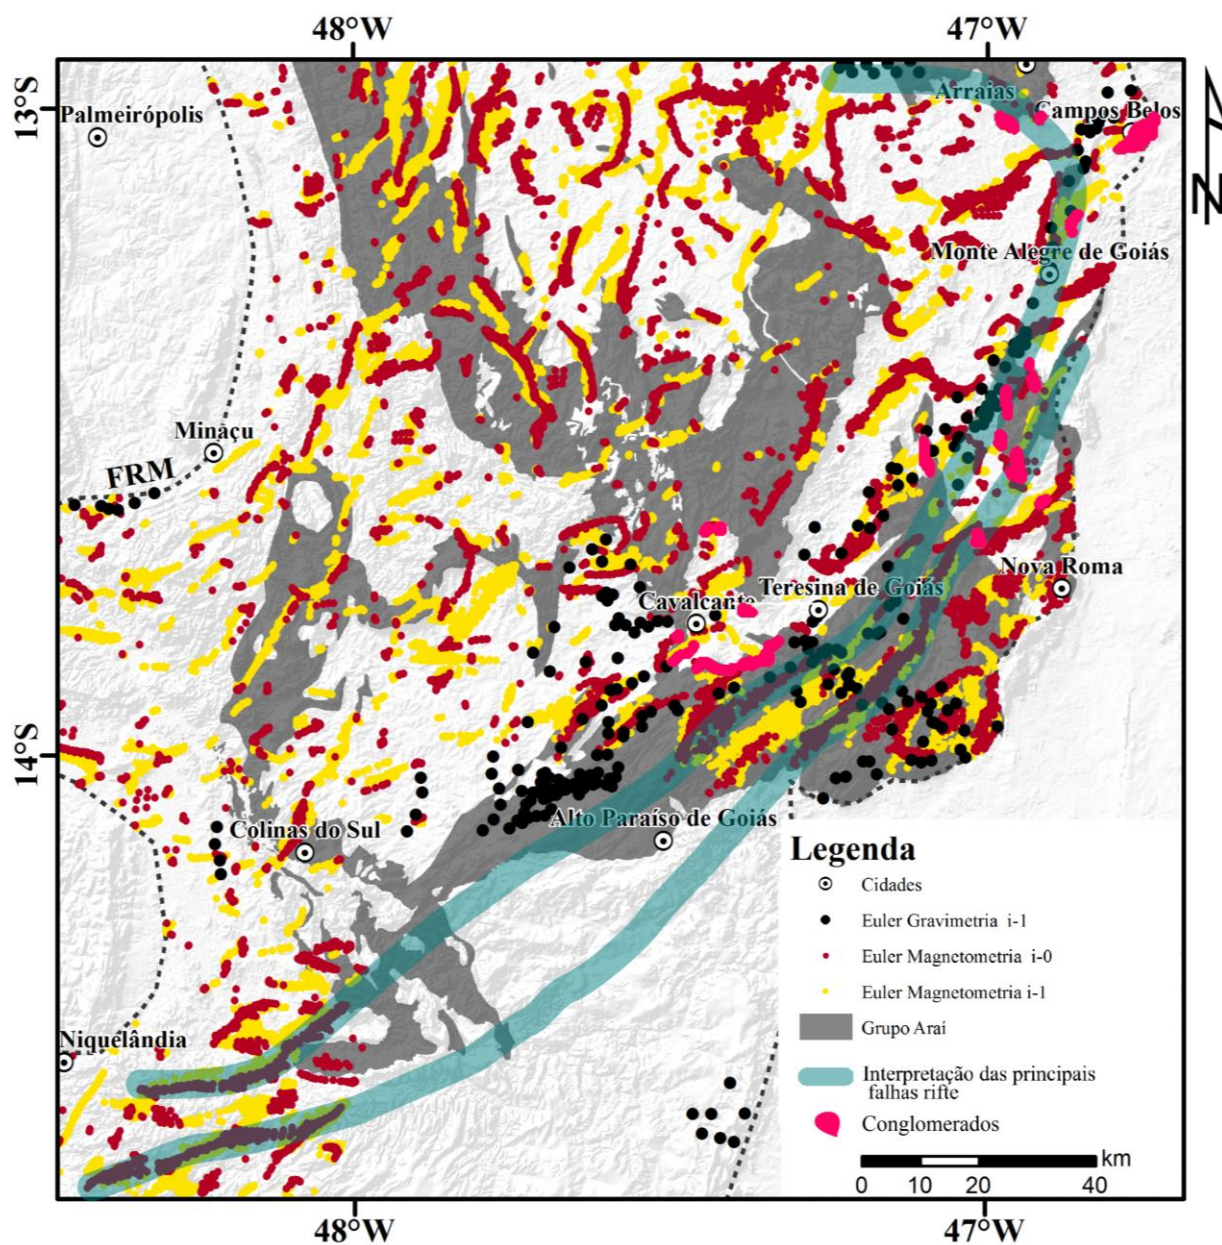 48°W 47°W
13°S
N
Arraias
Campos Belos
Palmeirópolis
Monte Alegre de Goiás
Minaçu
FRM
Nova Roma
Teresina de Goiás
Cavalcante
14°S
Alto Paraíso de Goiás
Colinas do Sul
Niquelândia
Legenda
Cidades
Euler Gravimetria i-1
Euler Magnetometria i-0
Euler Magnetometria i-1
Grupo Araí
Interpretação das principais
falhas rifte
Conglomerados
km
0 10 20 40
48°W 47°W